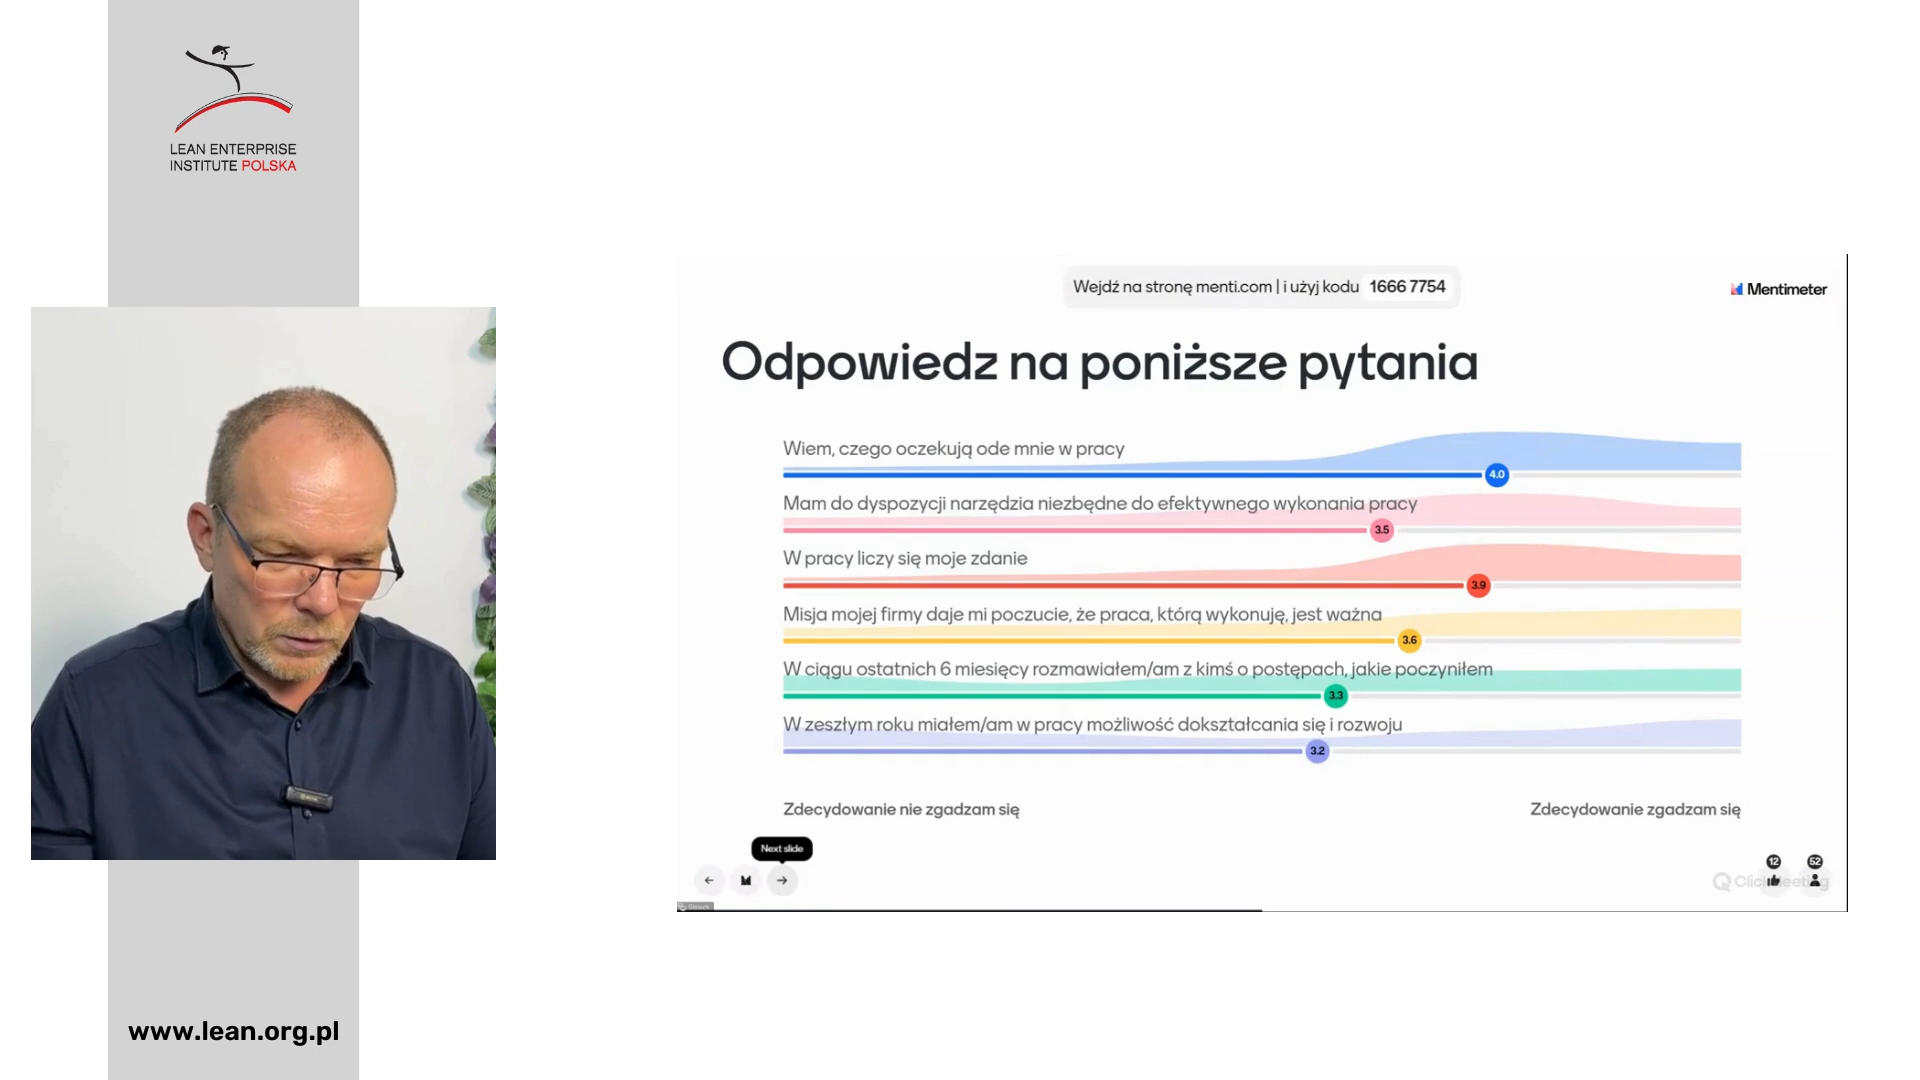 LEAN ENTERPRISE
INSTITUTE POLSKA
Wejdź na stronę menti.com | i użyj kodu 1666 7754
Mentimeter
Odpowiedz na poniższe pytania
Wiem, czego oczekują ode mnie w pracy
4.0
Mam do dyspozycji narzędzia niezbędne do efektywnego wykonania pracy
3.5
W pracy liczy się moje zdanie
3.9
Misja mojej firmy daje mi poczucie, że praca, którą wykonuję, jest ważna
3.6
W ciągu ostatnich 6 miesięcy rozmawiałem/am z kimś o postępach, jakie poczyniłem
3.3
W zeszłym roku miałem/am w pracy możliwość dokształcania się i rozwoju
3.2
Zdecydowanie nie zgadzam się
Zdecydowanie zgadzam się
Next slide
12
52
ClickMeeting
www.lean.org.pl